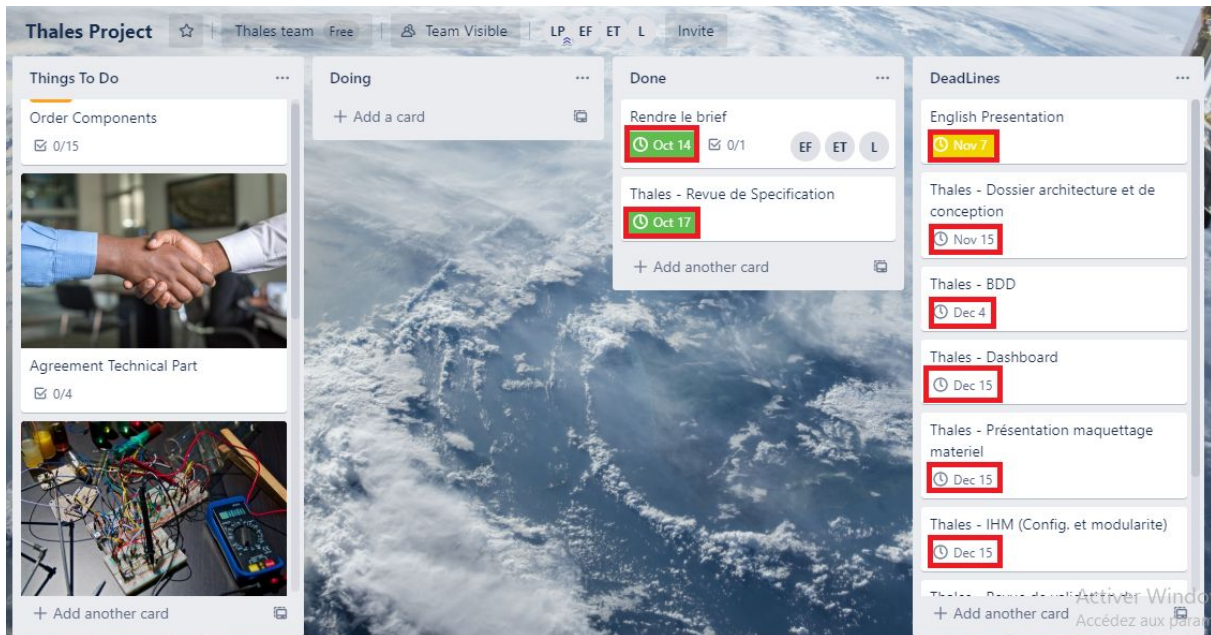 Thales Project
Thales team Free
Team Visible
LP EF ET L
Invite
Things To Do
Order Components
0/15
Agreement Technical Part
0/4
+ Add another card
Doing
+ Add a card
Done
Rendre le brief
Oct 14 0/1 EF ET L
Thales - Revue de Specification
Oct 17
+ Add another card
DeadLines
English Presentation
Nov 7
Thales - Dossier architecture et de
conception
Nov 15
Thales - BDD
Dec 4
Thales - Dashboard
Dec 15
Thales - Présentation maquettage
materiel
Dec 15
Thales - IHM (Config. et modularite)
Dec 15
+ Add another card
Activer Windo
Accédez aux param